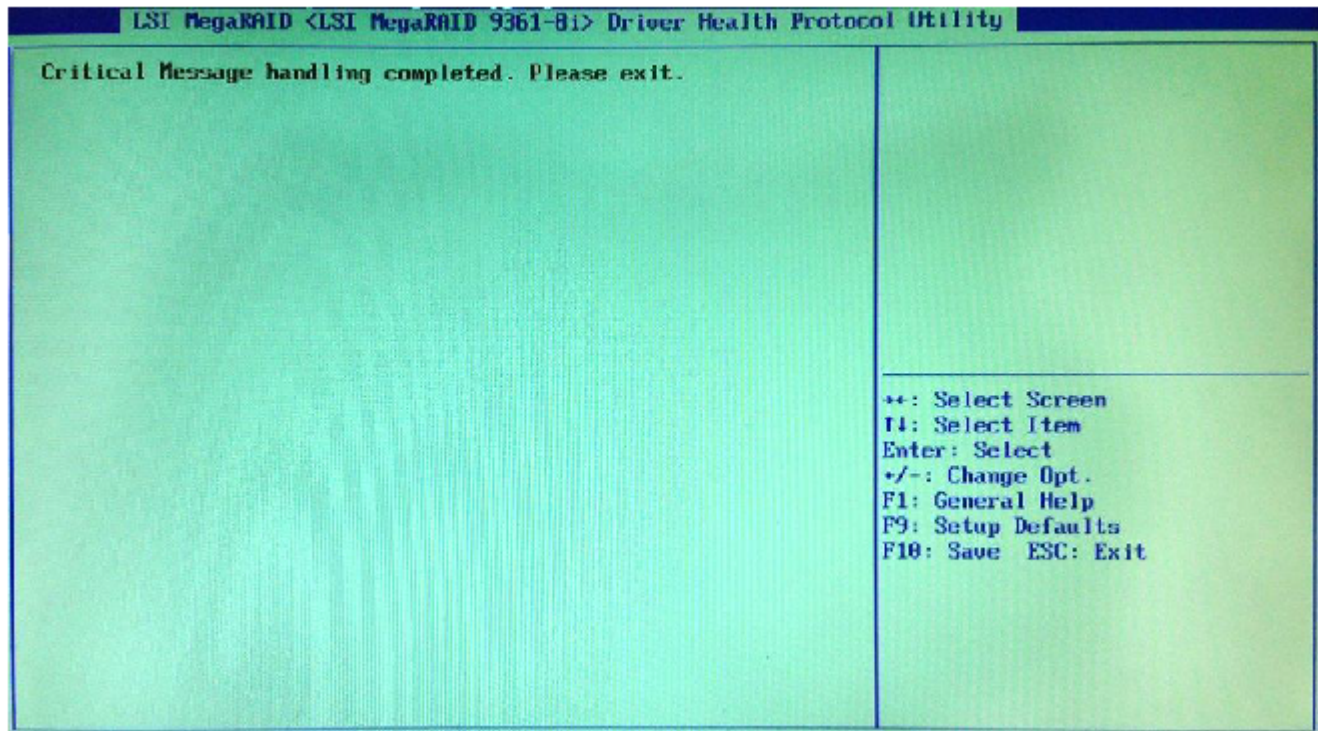 LSI MegaRAID <LSI MegaRAID 9361-8i> Driver Health Protocol Utility
Critical Message handling completed. Please exit.
→←: Select Screen
↑↓: Select Item
Enter: Select
+/-: Change Opt.
F1: General Help
F9: Setup Defaults
F10: Save ESC: Exit